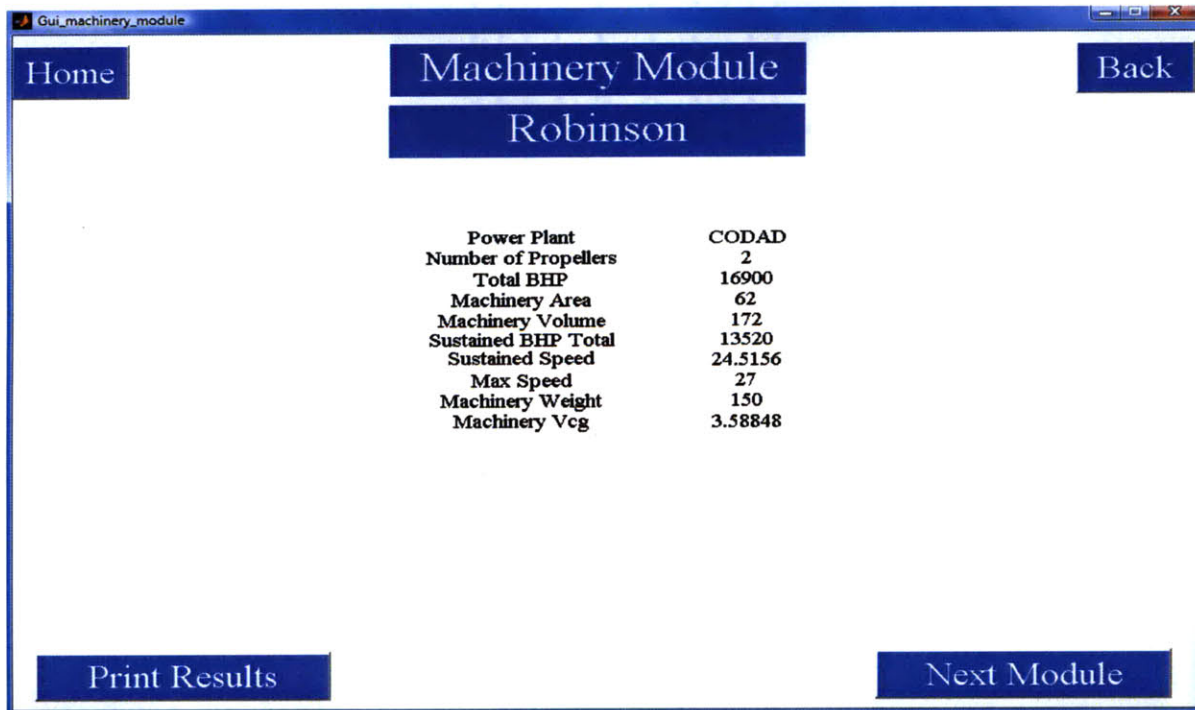 Gui_machinery_module
Home
Machinery Module
Back
Robinson
Power Plant CODAD
Number of Propellers 2
Total BHP 16900
Machinery Area 62
Machinery Volume 172
Sustained BHP Total 13520
Sustained Speed 24.5156
Max Speed 27
Machinery Weight 150
Machinery Vcg 3.58848
Print Results
Next Module